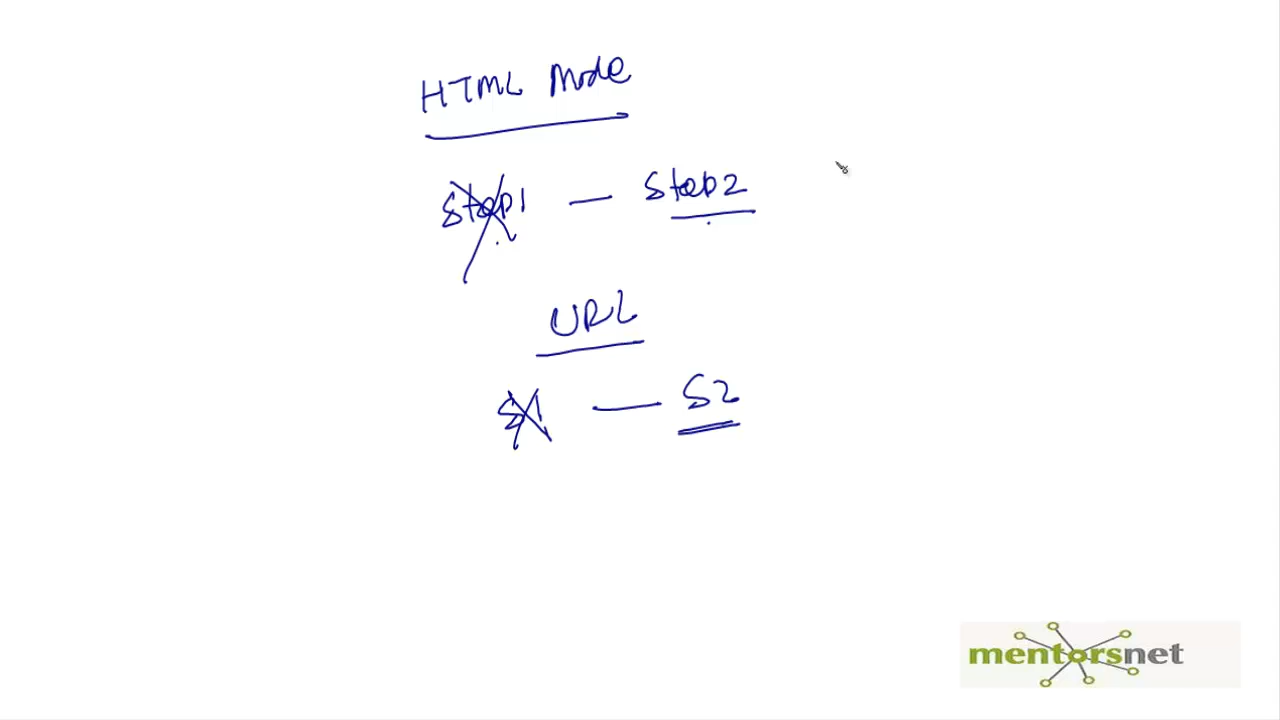 HTML Mode
Step1 — Step2
URL
S1 — S2
mentorsnet